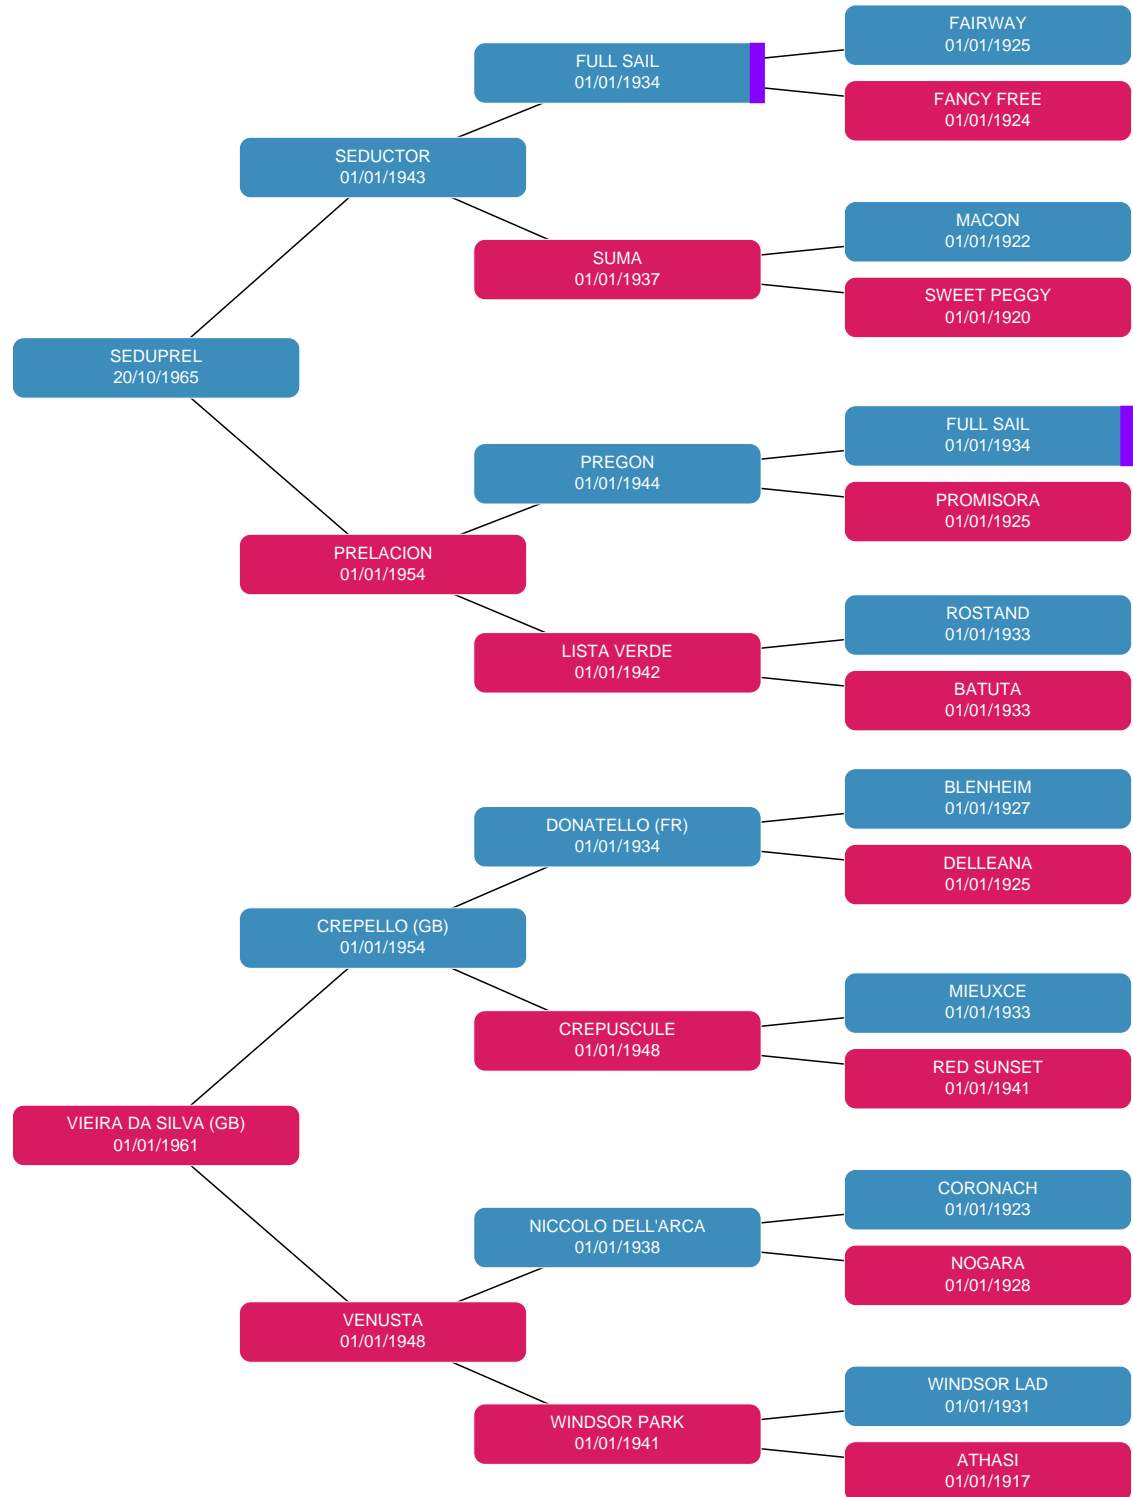 FAIRWAY
01/01/1925
FULL SAIL
01/01/1934
FANCY FREE
01/01/1924
SEDUCTOR
01/01/1943
MACON
01/01/1922
SUMA
01/01/1937
SWEET PEGGY
01/01/1920
SEDUPREL
20/10/1965
FULL SAIL
01/01/1934
PREGON
01/01/1944
PROMISORA
01/01/1925
PRELACION
01/01/1954
ROSTAND
01/01/1933
LISTA VERDE
01/01/1942
BATUTA
01/01/1933
BLENHEIM
01/01/1927
DONATELLO (FR)
01/01/1934
DELLEANA
01/01/1925
CREPELLO (GB)
01/01/1954
MIEUXCE
01/01/1933
CREPUSCULE
01/01/1948
RED SUNSET
01/01/1941
VIEIRA DA SILVA (GB)
01/01/1961
CORONACH
01/01/1923
NICCOLO DELL'ARCA
01/01/1938
NOGARA
01/01/1928
VENUSTA
01/01/1948
WINDSOR LAD
01/01/1931
WINDSOR PARK
01/01/1941
ATHASI
01/01/1917